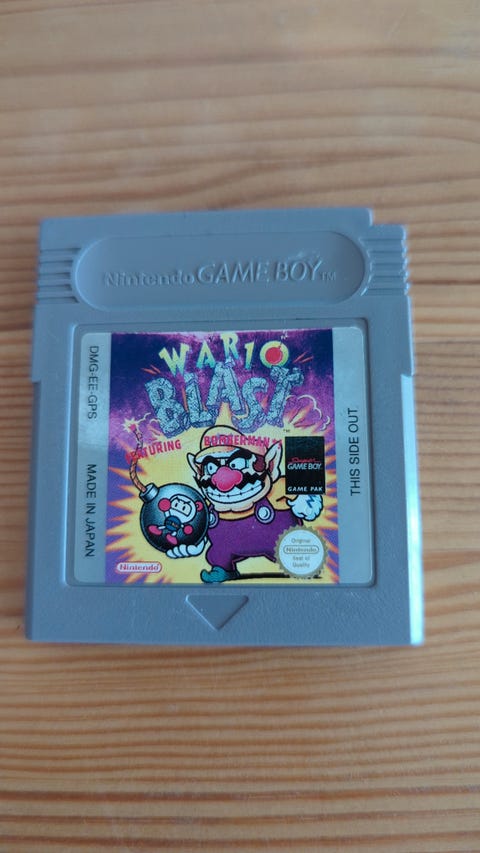 Nintendo GAME BOY TM
DMG-EE-GPS
MADE IN JAPAN
WARIO
BLAST
TM
FEATURING BOMBERMAN!
Super
GAME BOY
GAME PAK
Nintendo
Original
Nintendo
Seal of
Quality
THIS SIDE OUT